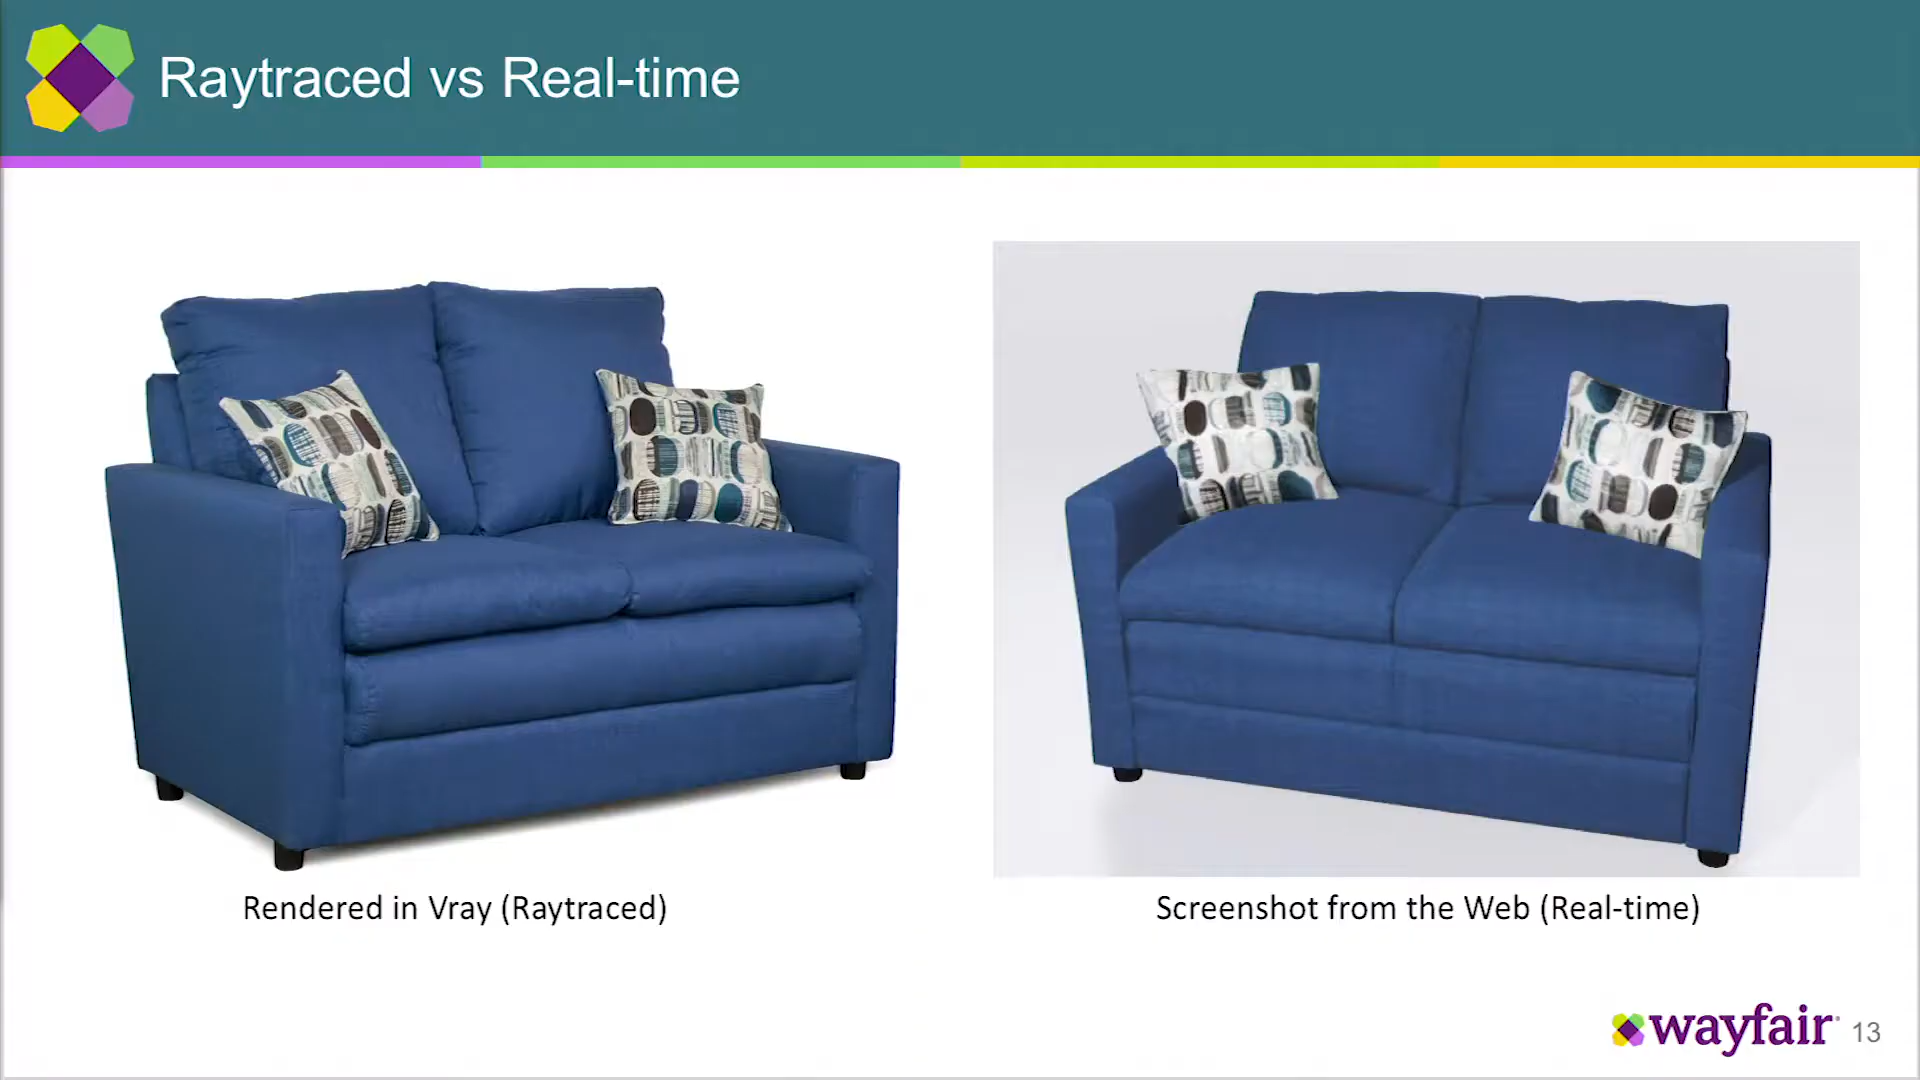 Raytraced vs Real-time
Rendered in Vray (Raytraced)
Screenshot from the Web (Real-time)
wayfair
13